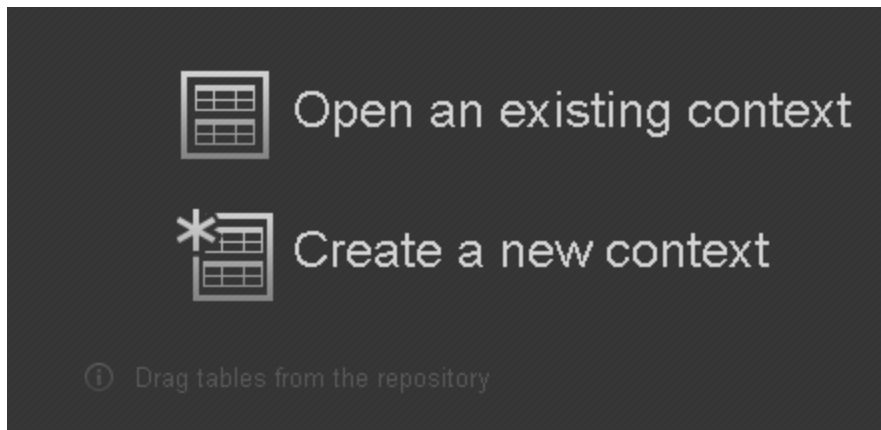 Open an existing context
Create a new context
Drag tables from the repository